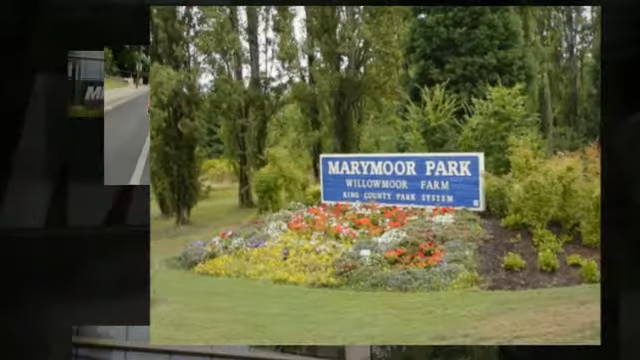 MARYMOOR PARK
WILLOWMOOR FARM
KING COUNTY PARK SYSTEM